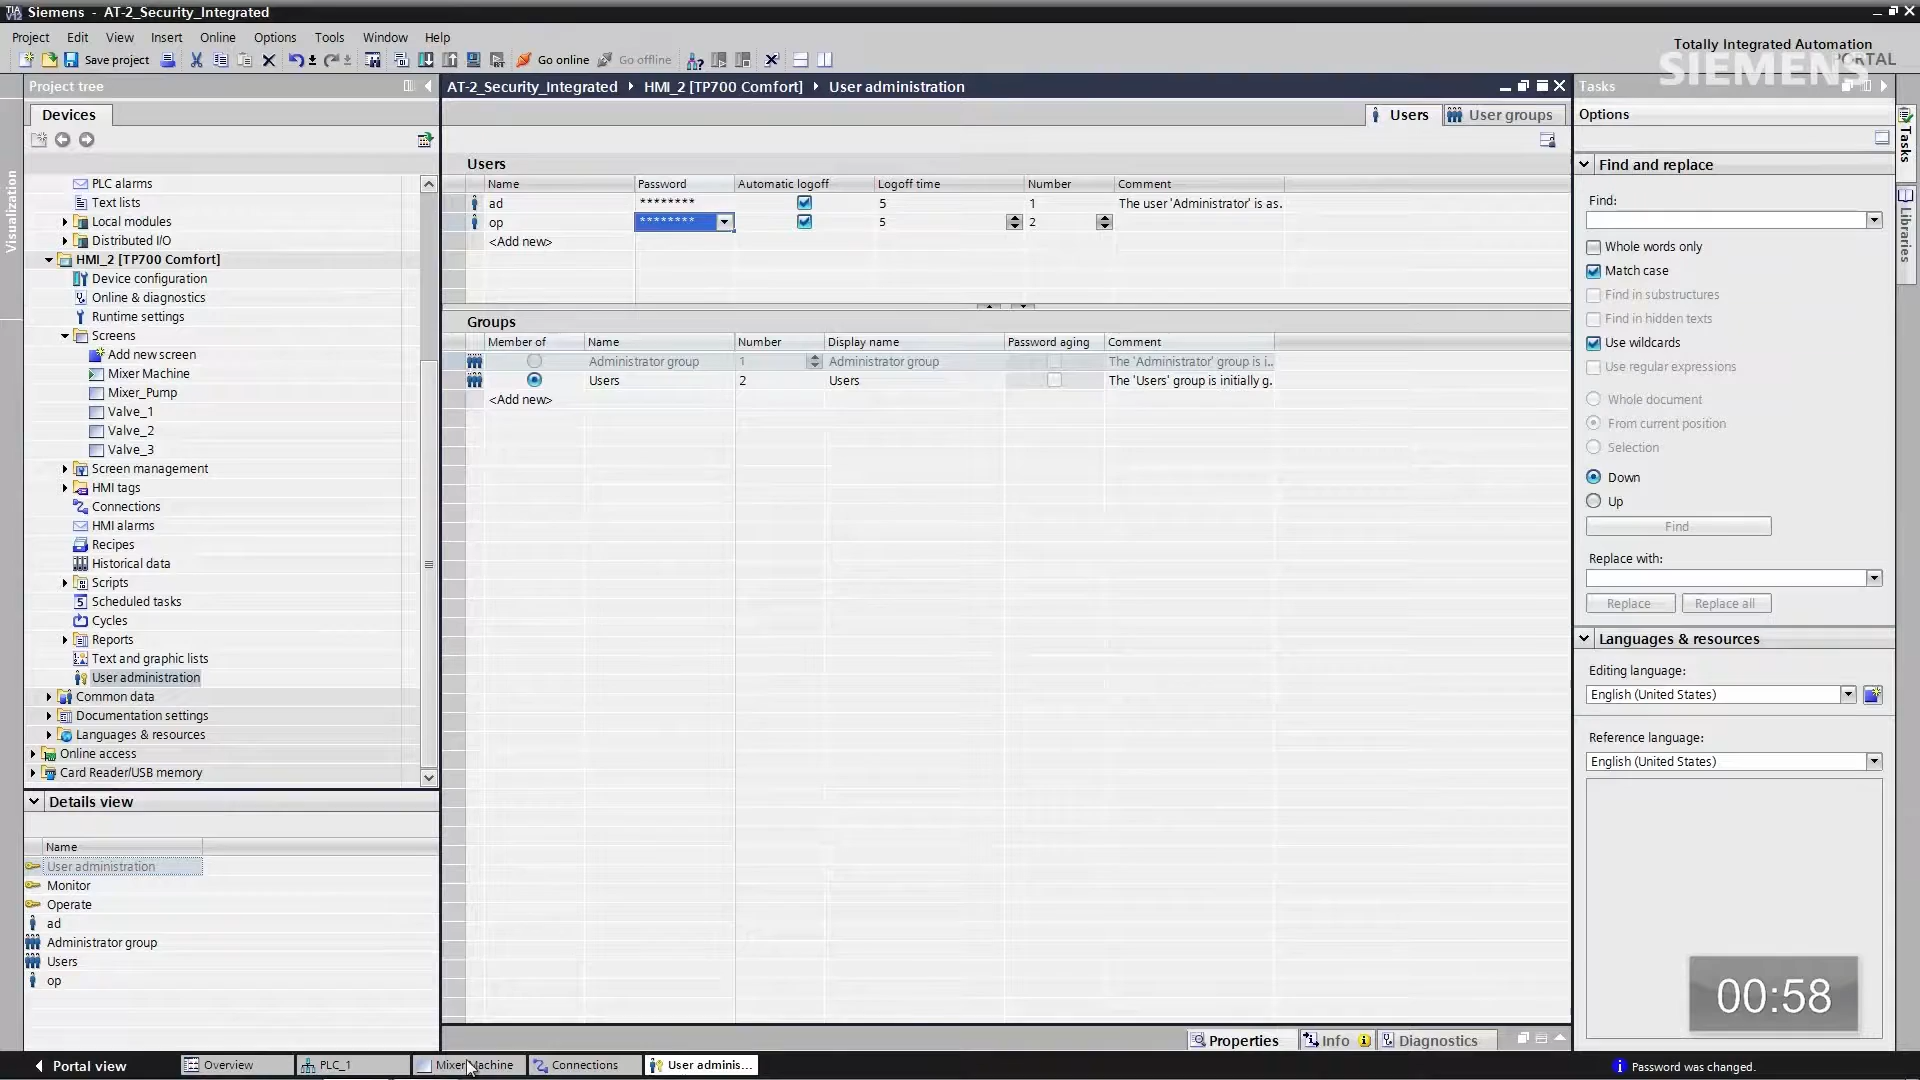 Siemens - AT-2_Security_Integrated
Project Edit View Insert Online Options Tools Window Help
Totally Integrated Automation
PORTAL
SIEMENS
Save project Go online Go offline
Project tree
AT-2_Security_Integrated HMI_2 [TP700 Comfort] User administration
Tasks
Devices
Users User groups
Options
Visualization
Tasks
Libraries
PLC alarms
Text lists
Local modules
Distributed I/O
HMI_2 [TP700 Comfort]
Device configuration
Online & diagnostics
Runtime settings
Screens
Add new screen
Mixer Machine
Mixer_Pump
Valve_1
Valve_2
Valve_3
Screen management
HMI tags
Connections
HMI alarms
Recipes
Historical data
Scripts
Scheduled tasks
Cycles
Reports
Text and graphic lists
User administration
Common data
Documentation settings
Languages & resources
Online access
Card Reader/USB memory
Details view
Name
User administration
Monitor
Operate
ad
Administrator group
Users
op
Users
Name Password Automatic logoff Logoff time Number Comment
ad ******** 5 1 The user 'Administrator' is as.
op ******** 5 2
<Add new>
Groups
Member of Name Number Display name Password aging Comment
Administrator group 1 Administrator group The 'Administrator' group is i..
Users 2 Users The 'Users' group is initially g.
<Add new>
Find and replace
Find:
Whole words only
Match case
Find in substructures
Find in hidden texts
Use wildcards
Use regular expressions
Whole document
From current position
Selection
Down
Up
Find
Replace with:
Replace Replace all
Languages & resources
Editing language:
English (United States)
Reference language:
English (United States)
00:58
Properties Info Diagnostics
Portal view Overview PLC_1 Mixer Machine Connections User adminis...
Password was changed.